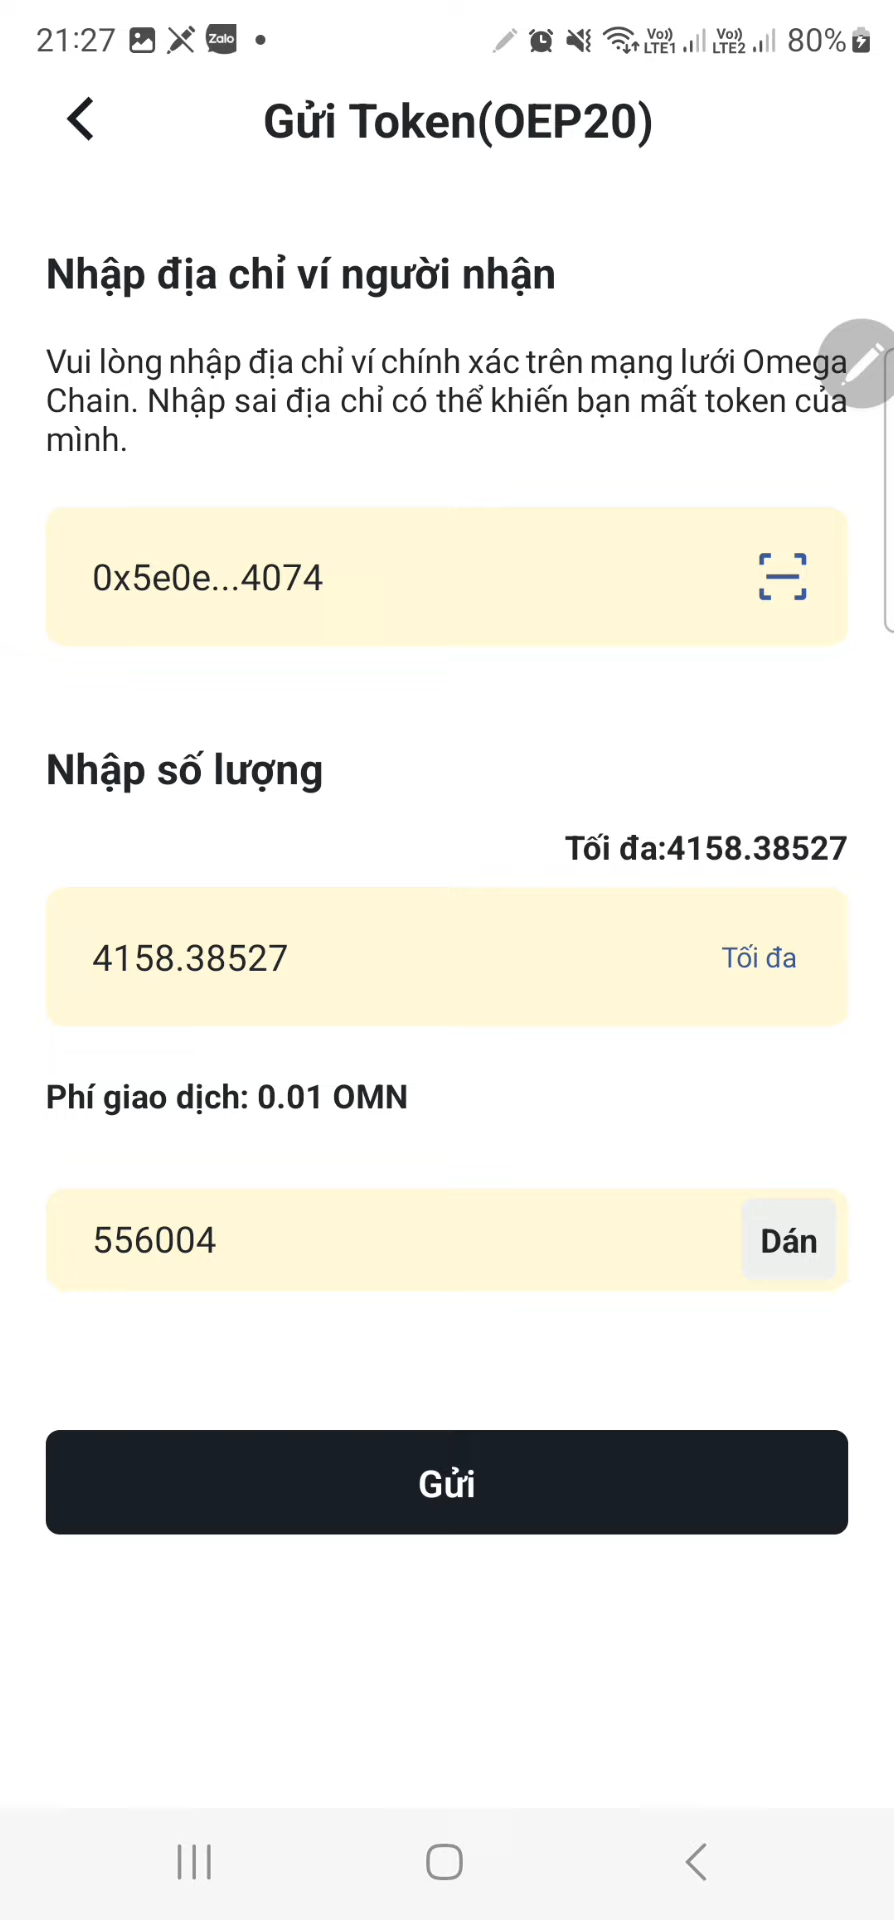 21:27 Zalo Vo)) LTE1 Vo)) LTE2 80%
Gửi Token(OEP20)
Nhập địa chỉ ví người nhận
Vui lòng nhập địa chỉ ví chính xác trên mạng lưới Omega
Chain. Nhập sai địa chỉ có thể khiến bạn mất token của
mình.
0x5e0e...4074
Nhập số lượng
Tối đa:4158.38527
4158.38527 Tối đa
Phí giao dịch: 0.01 OMN
556004 Dán
Gửi